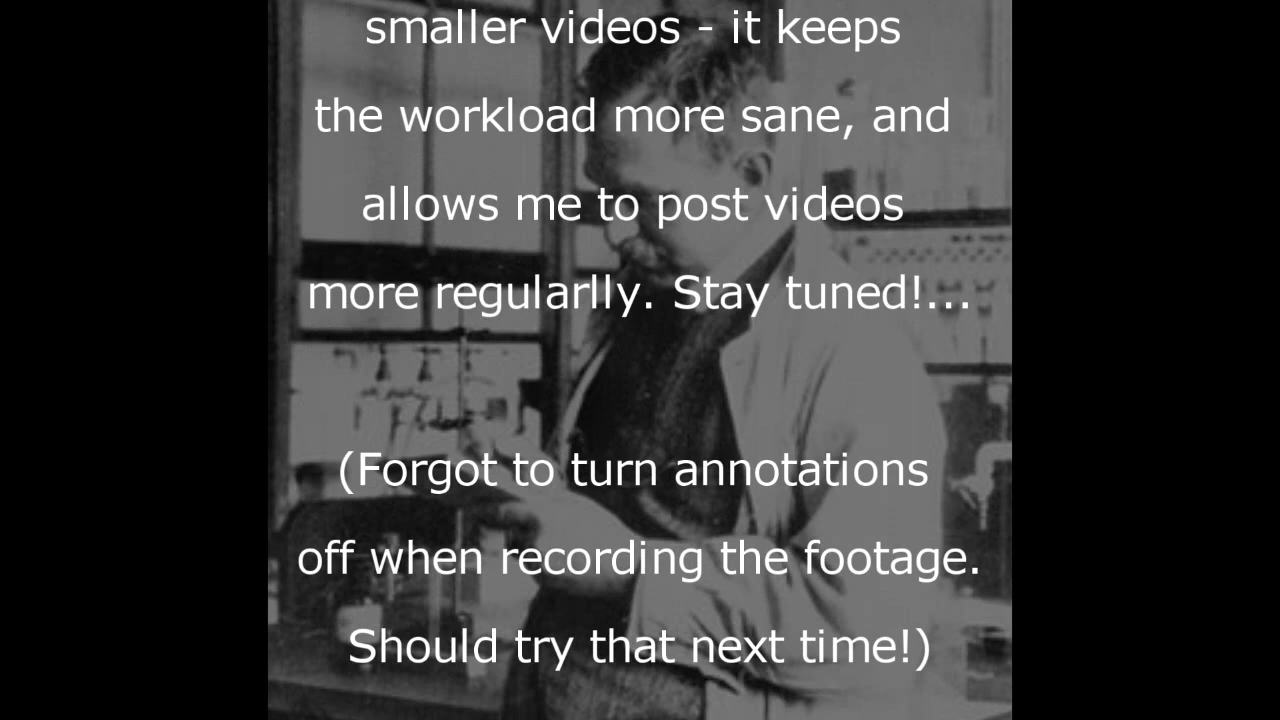 smaller videos - it keeps
the workload more sane, and
allows me to post videos
more regularlly. Stay tuned!...
(Forgot to turn annotations
off when recording the footage.
Should try that next time!)